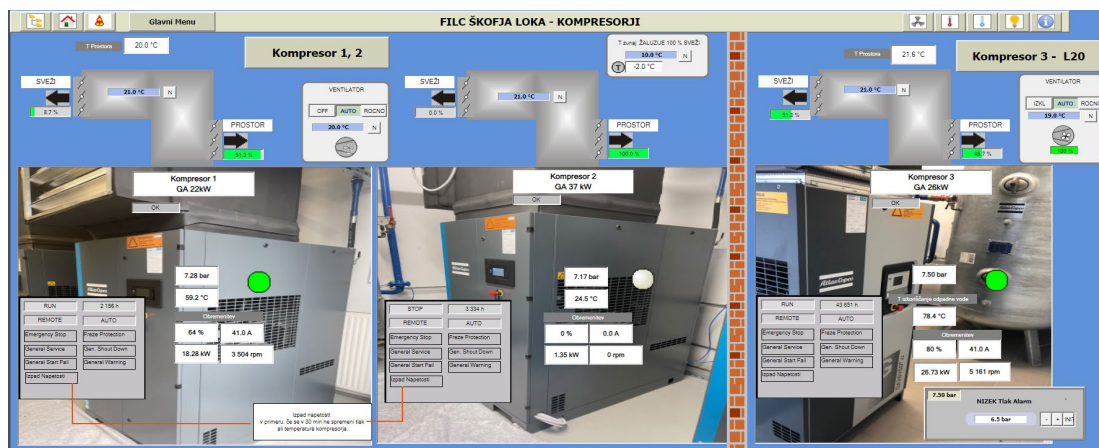 Glavni Menu
FILC ŠKOFJA LOKA - KOMPRESORJI
T Prostora
20.0 °C
Kompresor 1, 2
SVEŽI
8.7 %
21.0 °C
N
PROSTOR
91.3 %
VENTILATOR
OFF
AUTO
ROCNO
20.0 °C
N
T zunaj ŽALUZIJE 100 % SVEŽI
10.0 °C
N
T
-2.0 °C
SVEŽI
0.0 %
21.0 °C
N
PROSTOR
100.0 %
T Prostora
21.6 °C
Kompresor 3 - L20
SVEŽI
21.0 °C
N
PROSTOR
VENTILATOR
IZKL
AUTO
ROCNO
19.0 °C
N
100 %
Kompresor 1
GA 22kW
OK
7.28 bar
59.2 °C
Obremenitev
64 %
41.0 A
18.28 kW
3 504 rpm
RUN
2 156 h
REMOTE
AUTO
Emergency Stop
Freze Protection
General Service
Gen. Shout Down
General Start Fail
General Warning
Izpad Napetosti
Izpad napetosti:
v primeru, če se v 30 min ne spremeni tlak
ali temperatura kompresorja.
Kompresor 2
GA 37 kW
OK
7.17 bar
24.5 °C
Obremenitev
0 %
0.0 A
1.35 kW
0 rpm
STOP
3 334 h
REMOTE
AUTO
Emergency Stop
Freze Protection
General Service
Gen. Shout Down
General Start Fail
General Warning
Izpad Napetosti
Kompresor 3
GA 26kW
OK
Atlas Copco
7.50 bar
T izkoriščanje odpadne vode
78.4 °C
Obremenitev
80 %
41.0 A
26.73 kW
5 161 rpm
RUN
43 651 h
REMOTE
AUTO
Emergency Stop
Freze Protection
General Service
Gen. Shout Down
General Start Fail
General Warning
Izpad Napetosti
7.50 bar
NIZEK Tlak Alarm
6.5 bar
-
+
INIT